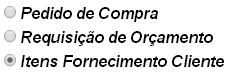 Pedido de Compra
Requisição de Orçamento
Itens Fornecimento Cliente